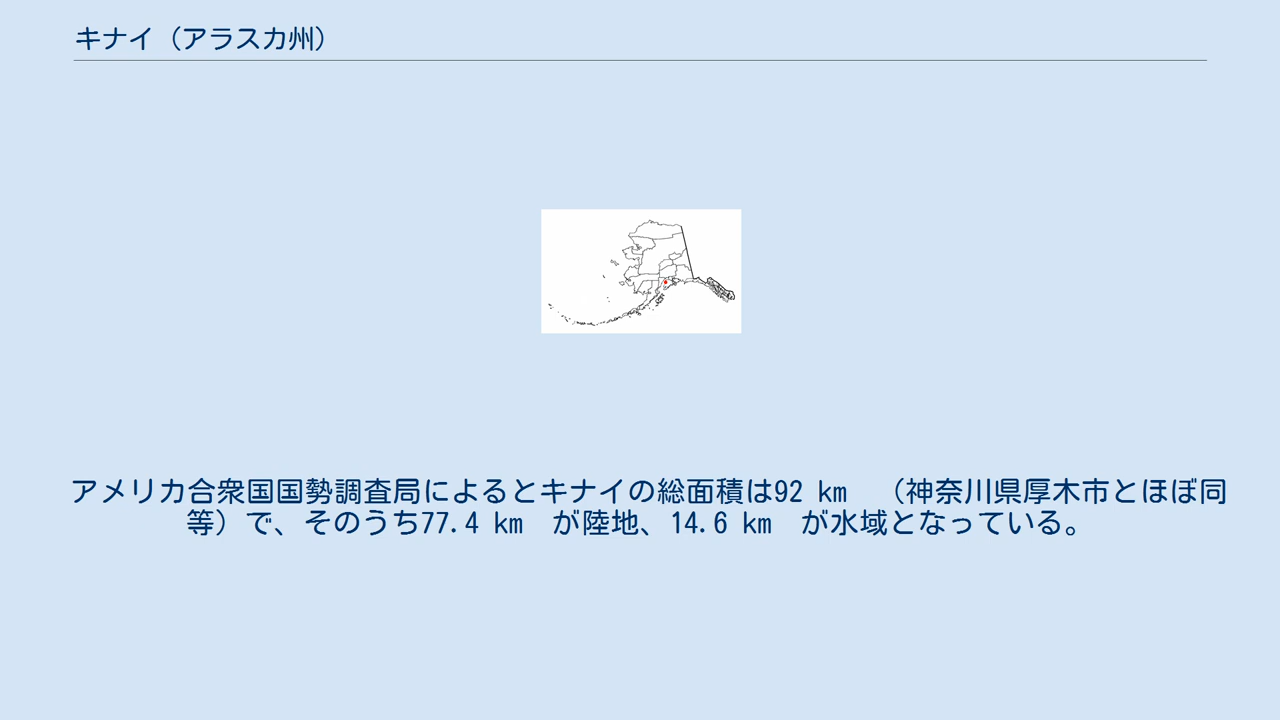 キナイ（アラスカ州）
アメリカ合衆国国勢調査局によるとキナイの総面積は92 km　（神奈川県厚木市とほぼ同
等）で、そのうち77.4 km　が陸地、14.6 km　が水域となっている。